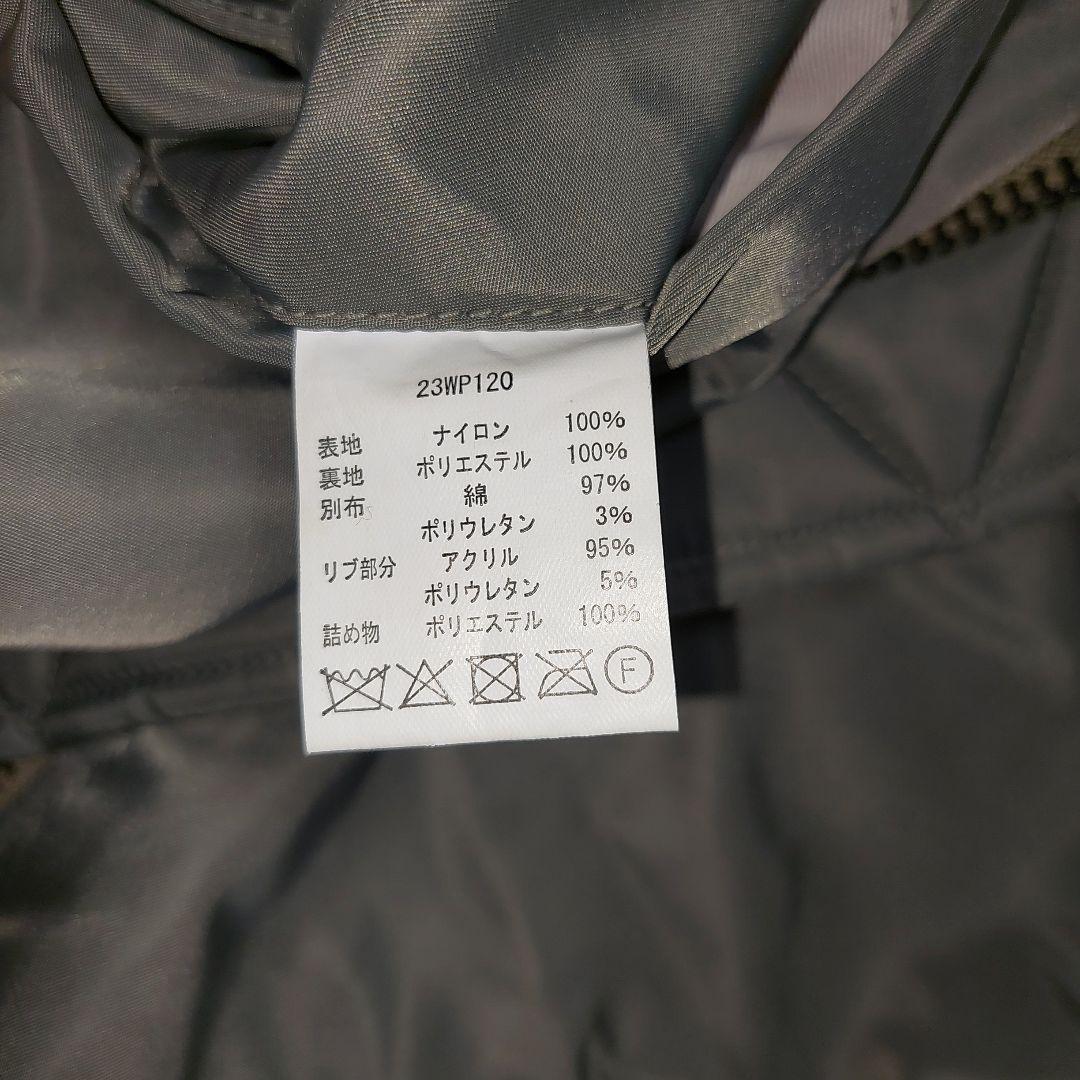 23WP120
表地 ナイロン 100%
裏地 ポリエステル 100%
別布 綿 97%
ポリウレタン 3%
リブ部分 アクリル 95%
ポリウレタン 5%
詰め物 ポリエステル 100%
F